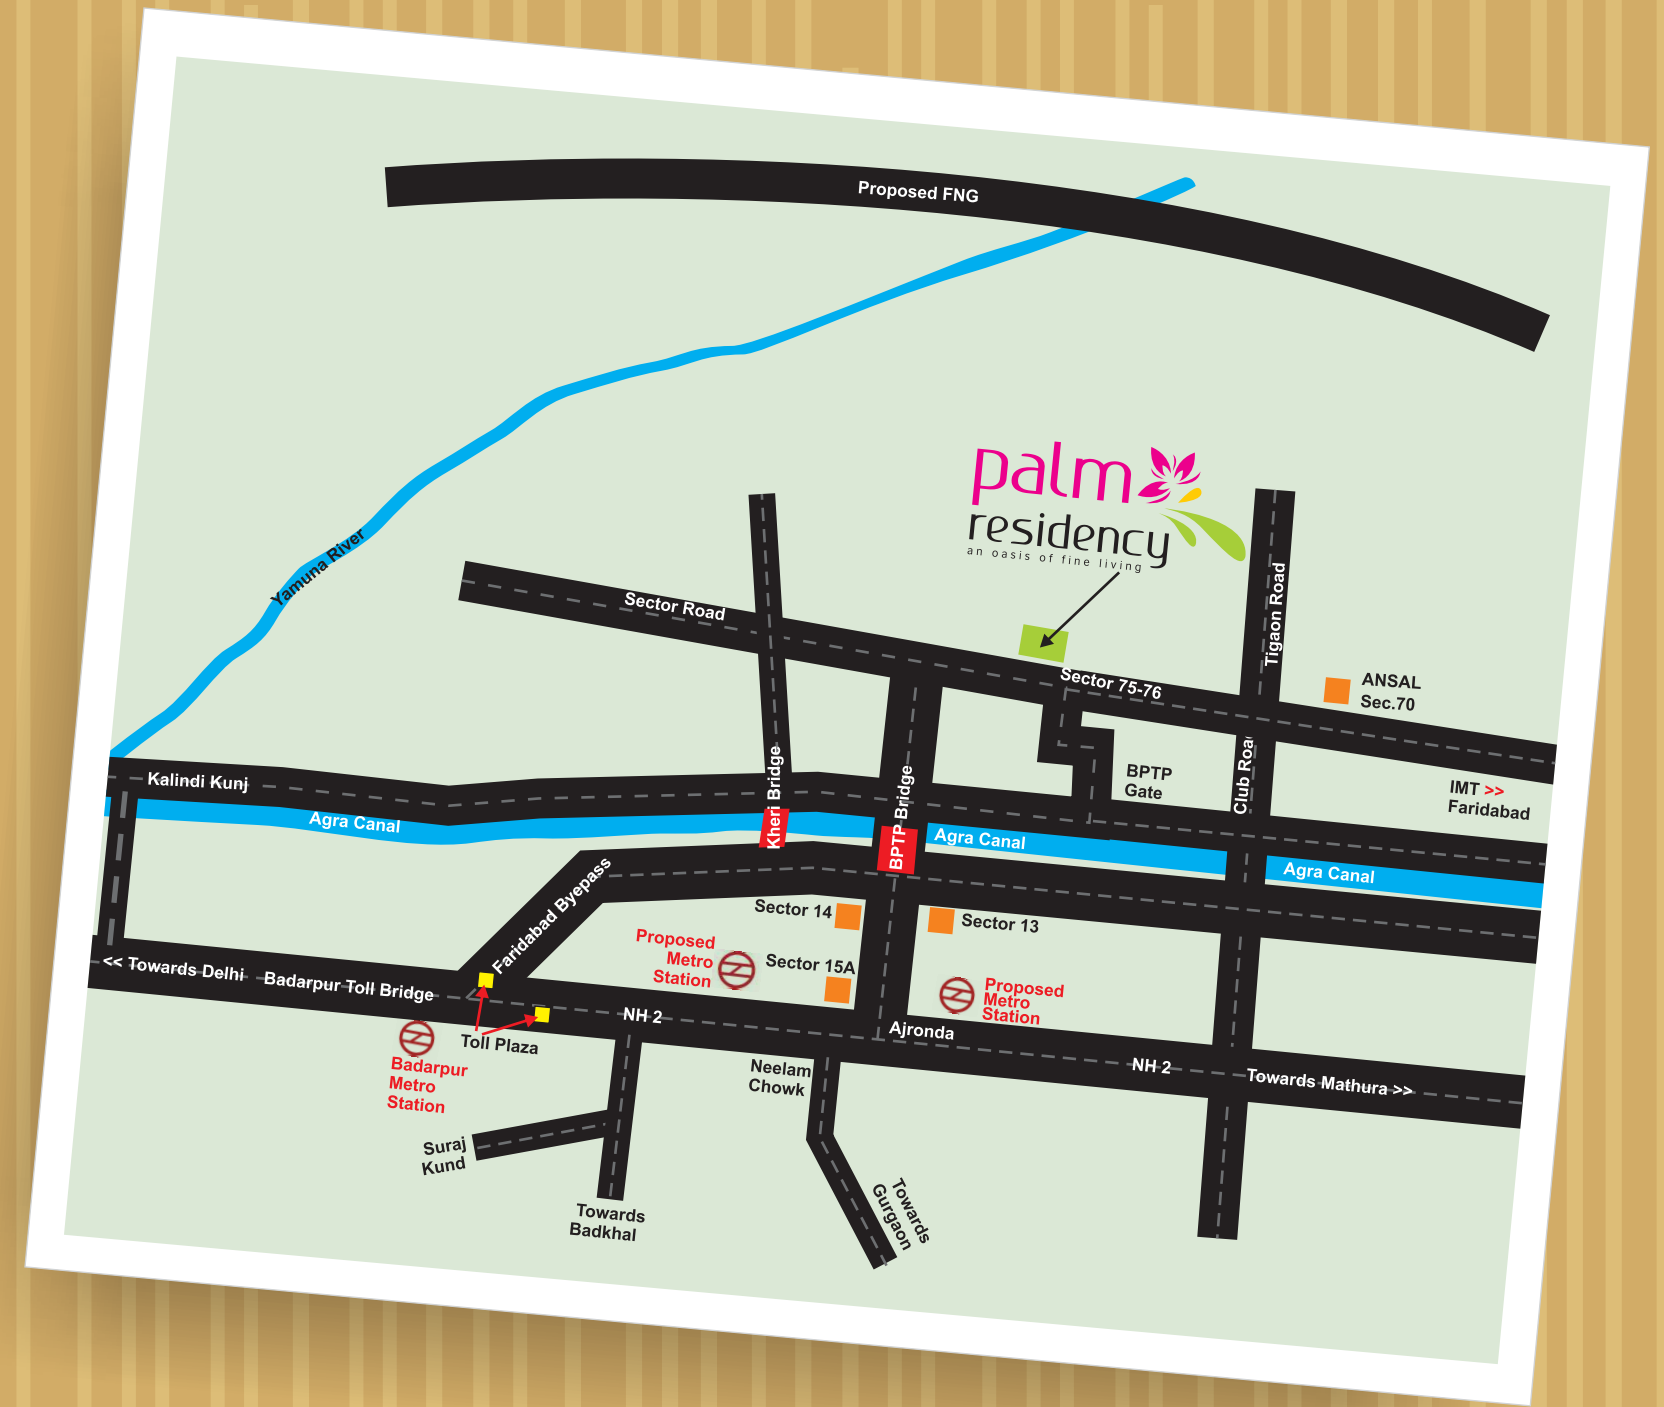 Proposed FNG
Yamuna River
palm
residency
an oasis of fine living
Sector Road
Tigaon Road
Sector 75-76
ANSAL
Sec.70
Kalindi Kunj
Kheri Bridge
BPTP Bridge
BPTP
Gate
Club Road
IMT >>
Faridabad
Agra Canal
Agra Canal
Agra Canal
Faridabad Byepass
Sector 14
Sector 13
Proposed
Metro
Station
Sector 15A
Proposed
Metro
Station
<< Towards Delhi
Badarpur Toll Bridge
NH 2
Ajronda
NH 2
Towards Mathura >>
Toll Plaza
Badarpur
Metro
Station
Neelam
Chowk
Suraj
Kund
Towards
Badkhal
Towards
Gurgaon